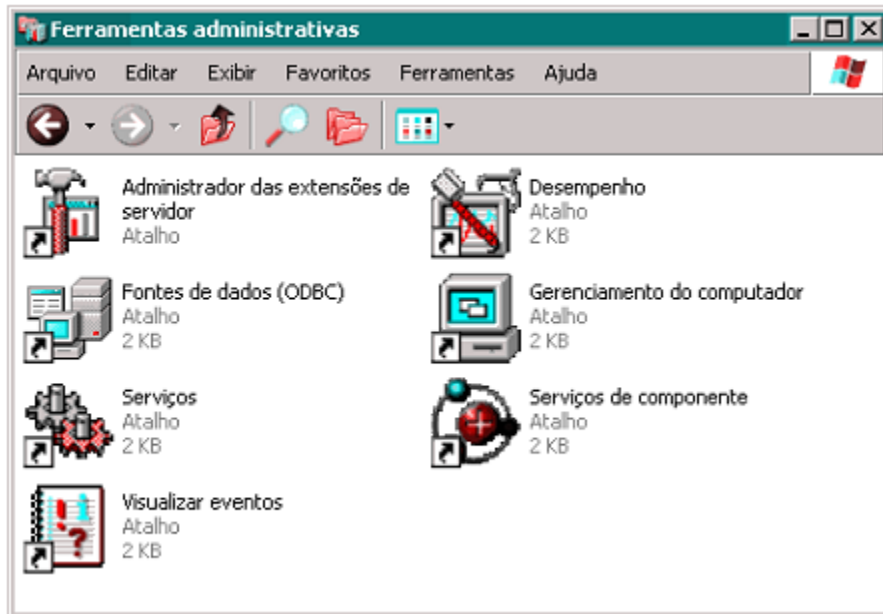 Ferramentas administrativas
Arquivo Editar Exibir Favoritos Ferramentas Ajuda
Administrador das extensões de
servidor
Atalho
Desempenho
Atalho
2 KB
Fontes de dados (ODBC)
Atalho
2 KB
Gerenciamento do computador
Atalho
2 KB
Serviços
Atalho
2 KB
Serviços de componente
Atalho
2 KB
Visualizar eventos
Atalho
2 KB